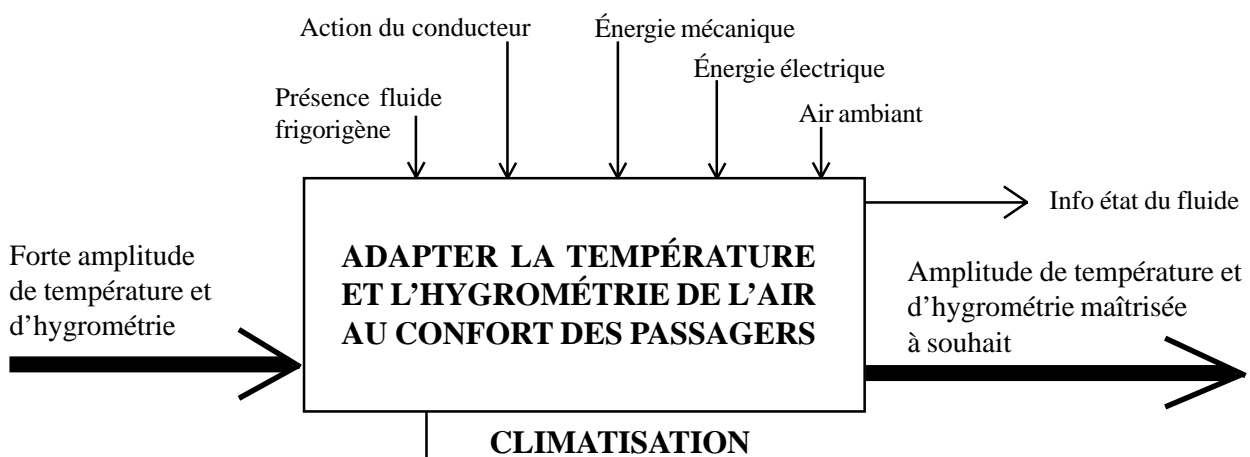 Action du conducteur
Énergie mécanique
Énergie électrique
Présence fluide
frigorigène
Air ambiant
Info état du fluide
Forte amplitude
de température et
d’hygrométrie
ADAPTER LA TEMPÉRATURE
ET L’HYGROMÉTRIE DE L’AIR
AU CONFORT DES PASSAGERS
Amplitude de température et
d’hygrométrie maîtrisée
à souhait
CLIMATISATION